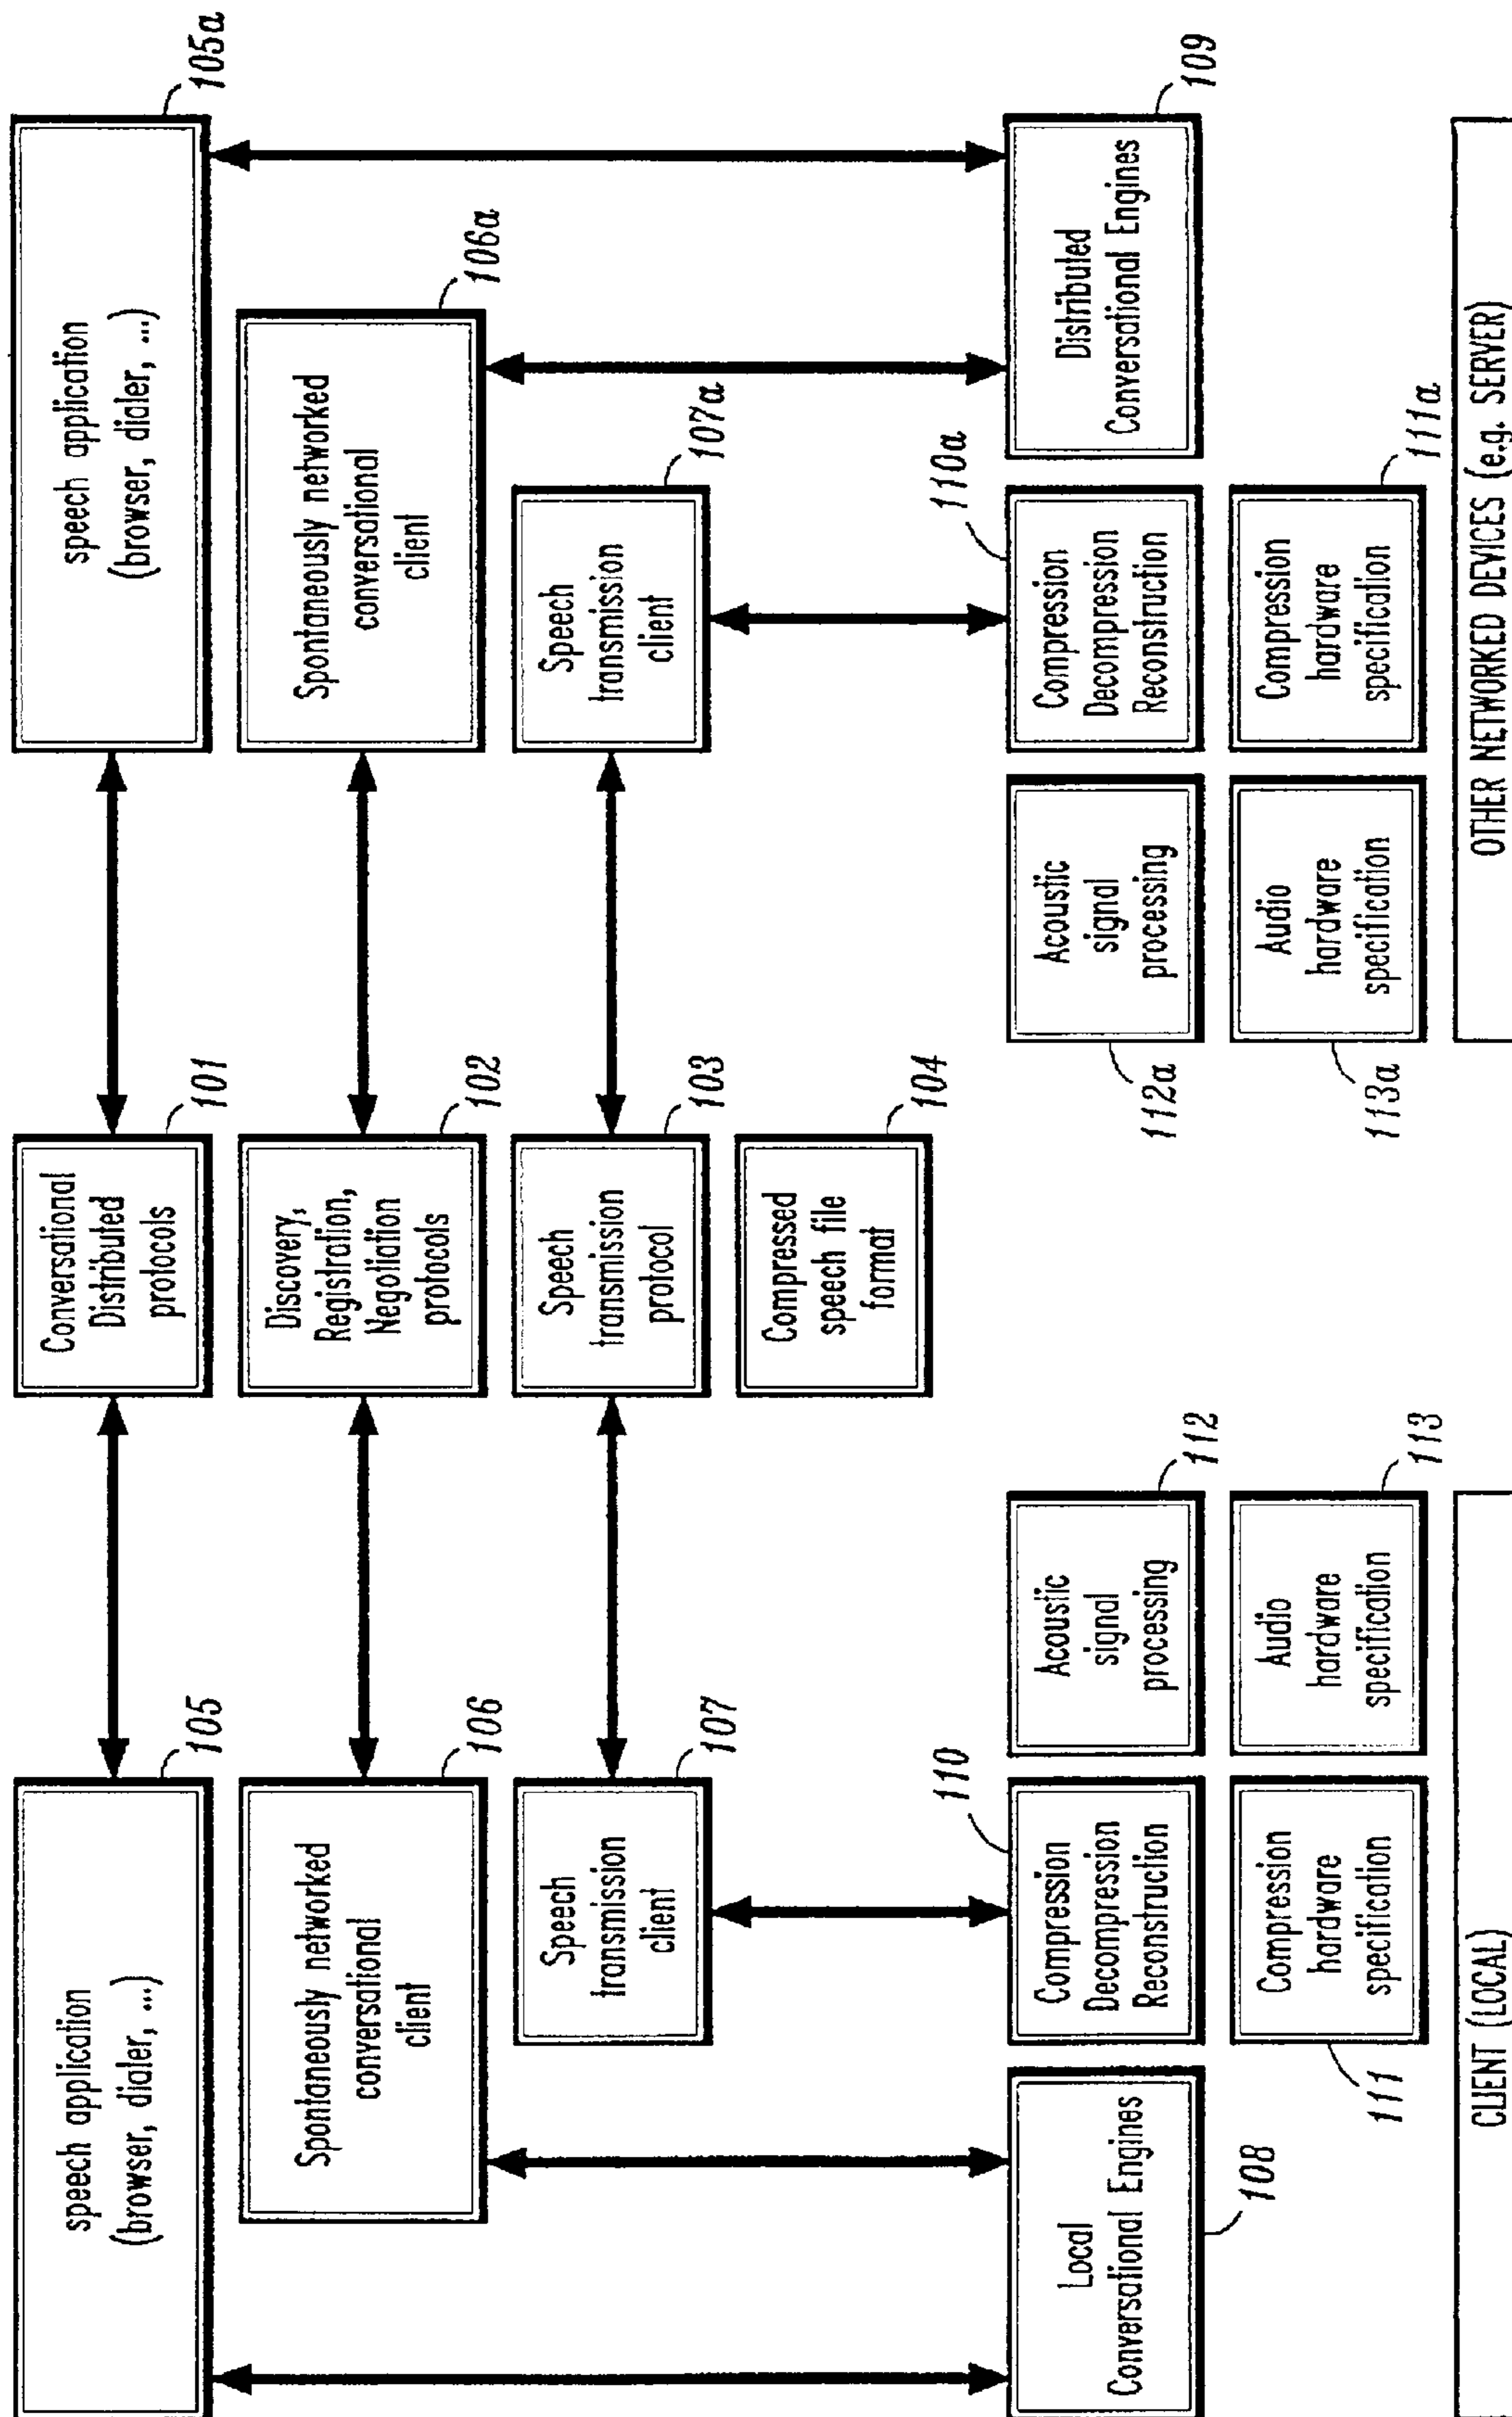 speech application
(browser, dialer, ...)
105
Conversational
Distributed
protocols
101
speech application
(browser, dialer, ...)
105a
Spontaneously networked
conversational
client
106
Discovery,
Registration,
Negotiation
protocols
102
Spontaneously networked
conversational
client
106a
Speech
transmission
client
107
Speech
transmission
protocol
103
Speech
transmission
client
107a
Compressed
speech file
format
104
Local
Conversational Engines
108
Compression
Decompression
Reconstruction
110
Acoustic
signal
processing
112
Compression
hardware
specification
111
Audio
hardware
specification
113
CLIENT (LOCAL)
Acoustic
signal
processing
112a
Compression
Decompression
Reconstruction
110a
Distributed
Conversational Engines
109
Audio
hardware
specification
113a
Compression
hardware
specification
111a
OTHER NETWORKED DEVICES (e.g. SERVER)